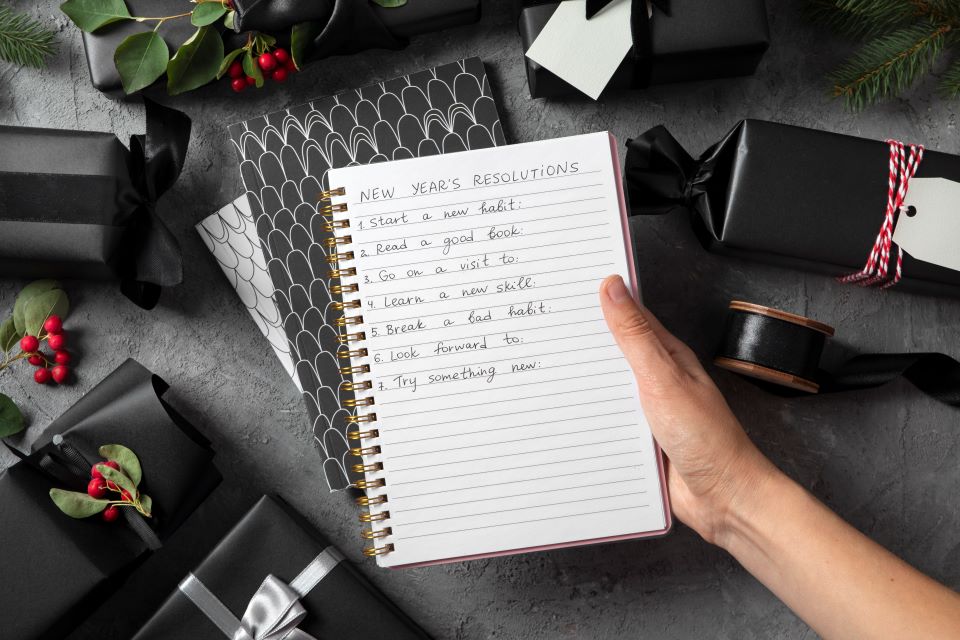 NEW YEAR'S RESOLUTIONS
1. Start a new habit:
2. Read a good book:
3. Go on a visit to:
4. Learn a new skill:
5. Break a bad habit:
6. Look forward to:
7. Try something new: